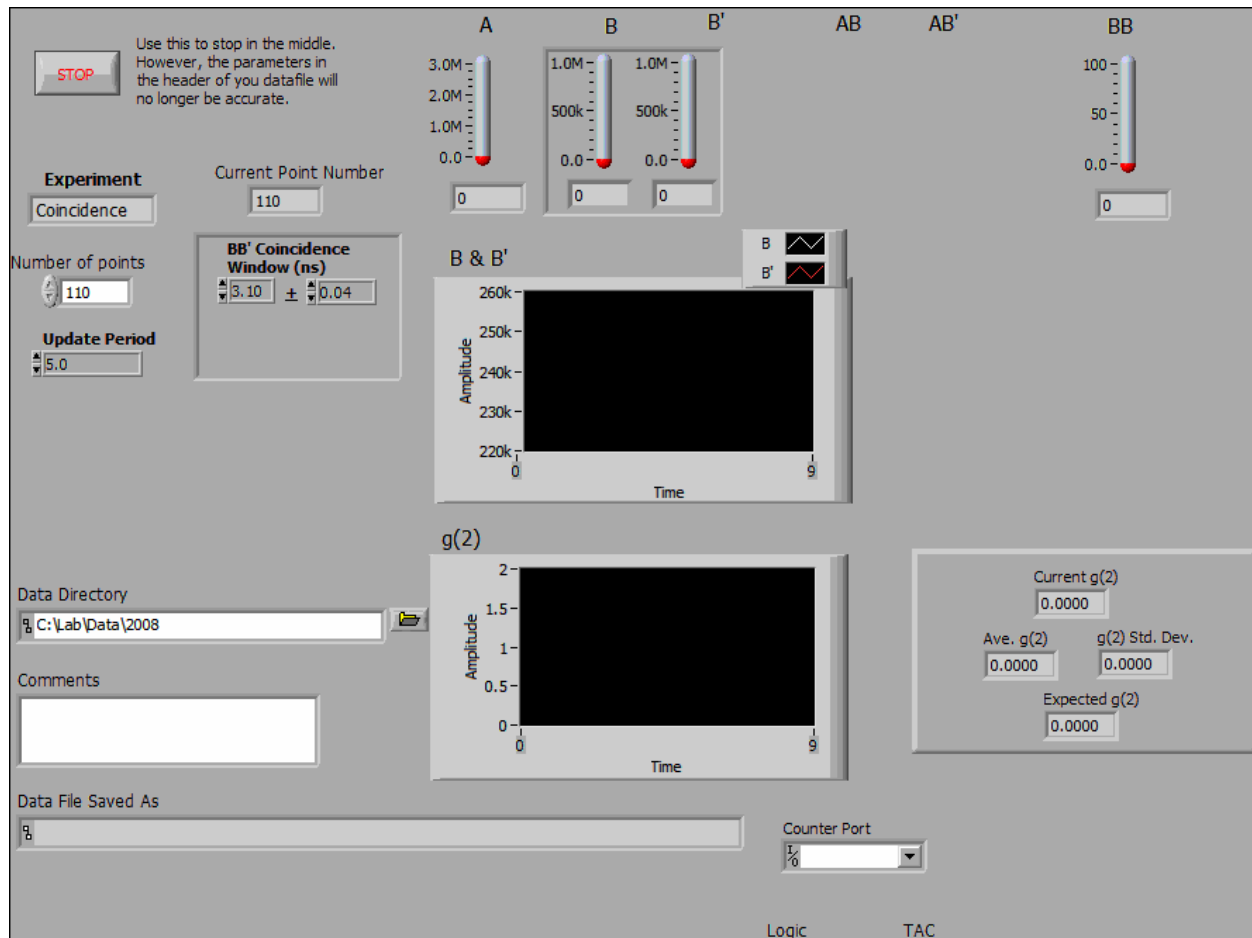 A
B
B'
AB
AB'
BB
STOP
Use this to stop in the middle.
However, the parameters in
the header of you datafile will
no longer be accurate.
3.0M
2.0M
1.0M
0.0
0
1.0M
500k
0.0
0
1.0M
500k
0.0
0
100
50
0.0
0
Experiment
Coincidence
Current Point Number
110
Number of points
110
BB' Coincidence
Window (ns)
3.10 ± 0.04
Update Period
5.0
B & B'
B
B'
260k
250k
240k
230k
220k
Amplitude
0
9
Time
g(2)
2
1.5
1
0.5
0
Amplitude
0
9
Time
Current g(2)
0.0000
Ave. g(2)
0.0000
g(2) Std. Dev.
0.0000
Expected g(2)
0.0000
Data Directory
C:\Lab\Data\2008
Comments
Data File Saved As
Counter Port
I/O
Logic
TAC